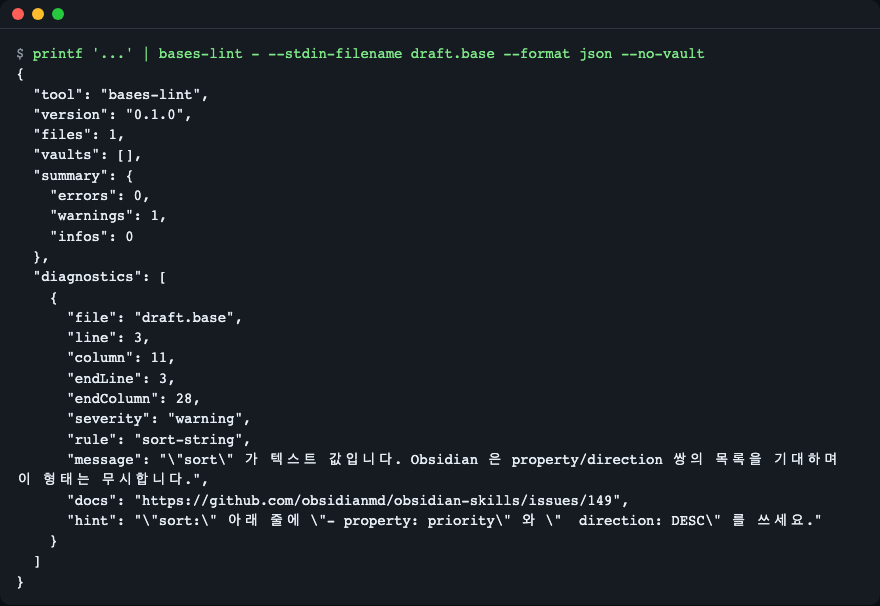 $ printf '...' | bases-lint - --stdin-filename draft.base --format json --no-vault
{
  "tool": "bases-lint",
  "version": "0.1.0",
  "files": 1,
  "vaults": [],
  "summary": {
    "errors": 0,
    "warnings": 1,
    "infos": 0
  },
  "diagnostics": [
    {
      "file": "draft.base",
      "line": 3,
      "column": 11,
      "endLine": 3,
      "endColumn": 28,
      "severity": "warning",
      "rule": "sort-string",
      "message": "\"sort\" 가 텍스트 값입니다. Obsidian 은 property/direction 쌍의 목록을 기대하며
이 형태는 무시합니다.",
      "docs": "https://github.com/obsidianmd/obsidian-skills/issues/149",
      "hint": "\"sort:\" 아래 줄에 \"- property: priority\" 와 \"  direction: DESC\" 를 쓰세요."
    }
  ]
}